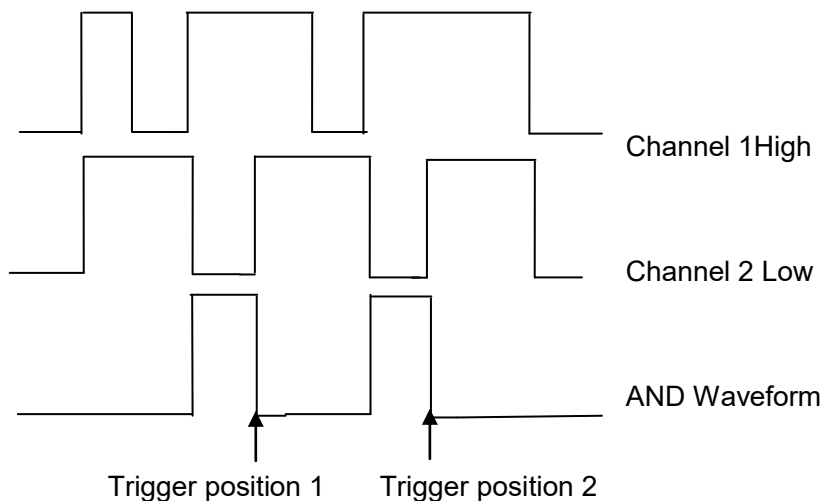 Channel 1High
Channel 2 Low
AND Waveform
Trigger position 1
Trigger position 2